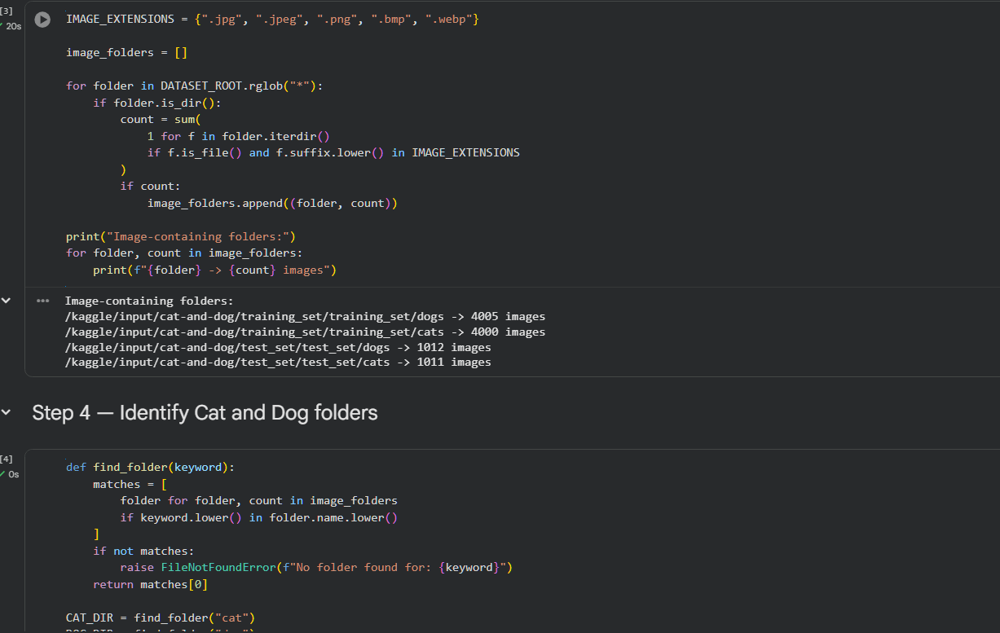 [3]
20s
IMAGE_EXTENSIONS = {".jpg", ".jpeg", ".png", ".bmp", ".webp"}
image_folders = []
for folder in DATASET_ROOT.rglob("*"):
    if folder.is_dir():
        count = sum(
            1 for f in folder.iterdir()
            if f.is_file() and f.suffix.lower() in IMAGE_EXTENSIONS
        )
        if count:
            image_folders.append((folder, count))
print("Image-containing folders:")
for folder, count in image_folders:
    print(f"{folder} -> {count} images")
Image-containing folders:
/kaggle/input/cat-and-dog/training_set/training_set/dogs -> 4005 images
/kaggle/input/cat-and-dog/training_set/training_set/cats -> 4000 images
/kaggle/input/cat-and-dog/test_set/test_set/dogs -> 1012 images
/kaggle/input/cat-and-dog/test_set/test_set/cats -> 1011 images
Step 4 — Identify Cat and Dog folders
[4]
0s
def find_folder(keyword):
    matches = [
        folder for folder, count in image_folders
        if keyword.lower() in folder.name.lower()
    ]
    if not matches:
        raise FileNotFoundError(f"No folder found for: {keyword}")
    return matches[0]
CAT_DIR = find_folder("cat")